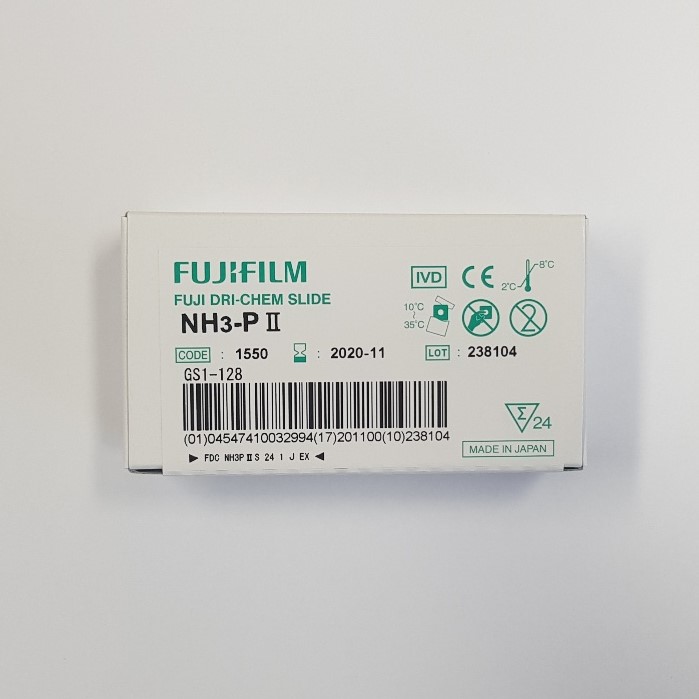 FUJIFILM
FUJI DRI-CHEM SLIDE
NH3-P II
CODE : 1550 : 2020-11 LOT : 238104
GS1-128
(01)04547410032994(17)201100(10)238104
▶ FDC NH3PⅡS 24 1 J EX ◀
IVD CE 2°C 8°C
10°C
~
35°C
2
Σ 24
MADE IN JAPAN